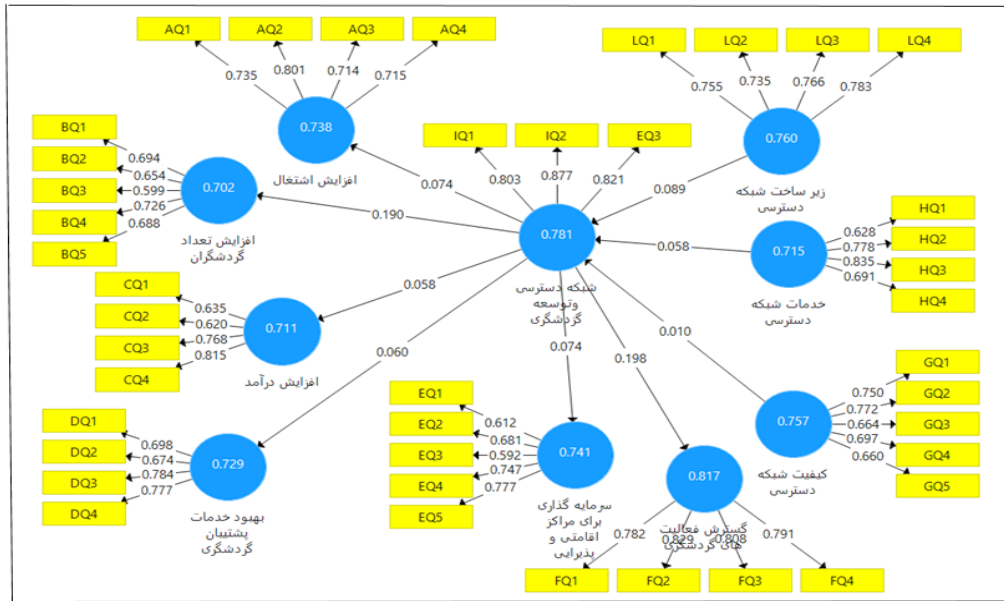 AQ1
AQ2
AQ3
AQ4
0.735
0.801
0.714
0.715
0.738
افزایش اشتغال
LQ1
LQ2
LQ3
LQ4
0.755
0.735
0.766
0.783
0.760
زیر ساخت شبکه
دسترسی
BQ1
BQ2
BQ3
BQ4
BQ5
0.694
0.654
0.599
0.726
0.688
0.702
افزایش تعداد
گردشگران
IQ1
IQ2
EQ3
0.803
0.877
0.821
0.781
شبکه دسترسی
وتوسعه
گردشگری
0.074
0.190
0.089
0.058
HQ1
HQ2
HQ3
HQ4
0.628
0.778
0.835
0.691
0.715
خدمات شبکه
دسترسی
CQ1
CQ2
CQ3
CQ4
0.635
0.620
0.768
0.815
0.711
افزایش درآمد
0.058
0.060
0.074
0.198
0.010
GQ1
GQ2
GQ3
GQ4
GQ5
0.750
0.772
0.664
0.697
0.660
0.757
کیفیت شبکه
دسترسی
DQ1
DQ2
DQ3
DQ4
0.698
0.674
0.784
0.777
0.729
بهبود خدمات
پشتیبان
گردشگری
EQ1
EQ2
EQ3
EQ4
EQ5
0.612
0.681
0.592
0.747
0.777
0.741
سرمایه گذاری
برای مراکز
اقامتی و
پذیرایی
0.817
گسترش فعالیت
های گردشگری
0.782
0.829
0.808
0.791
FQ1
FQ2
FQ3
FQ4